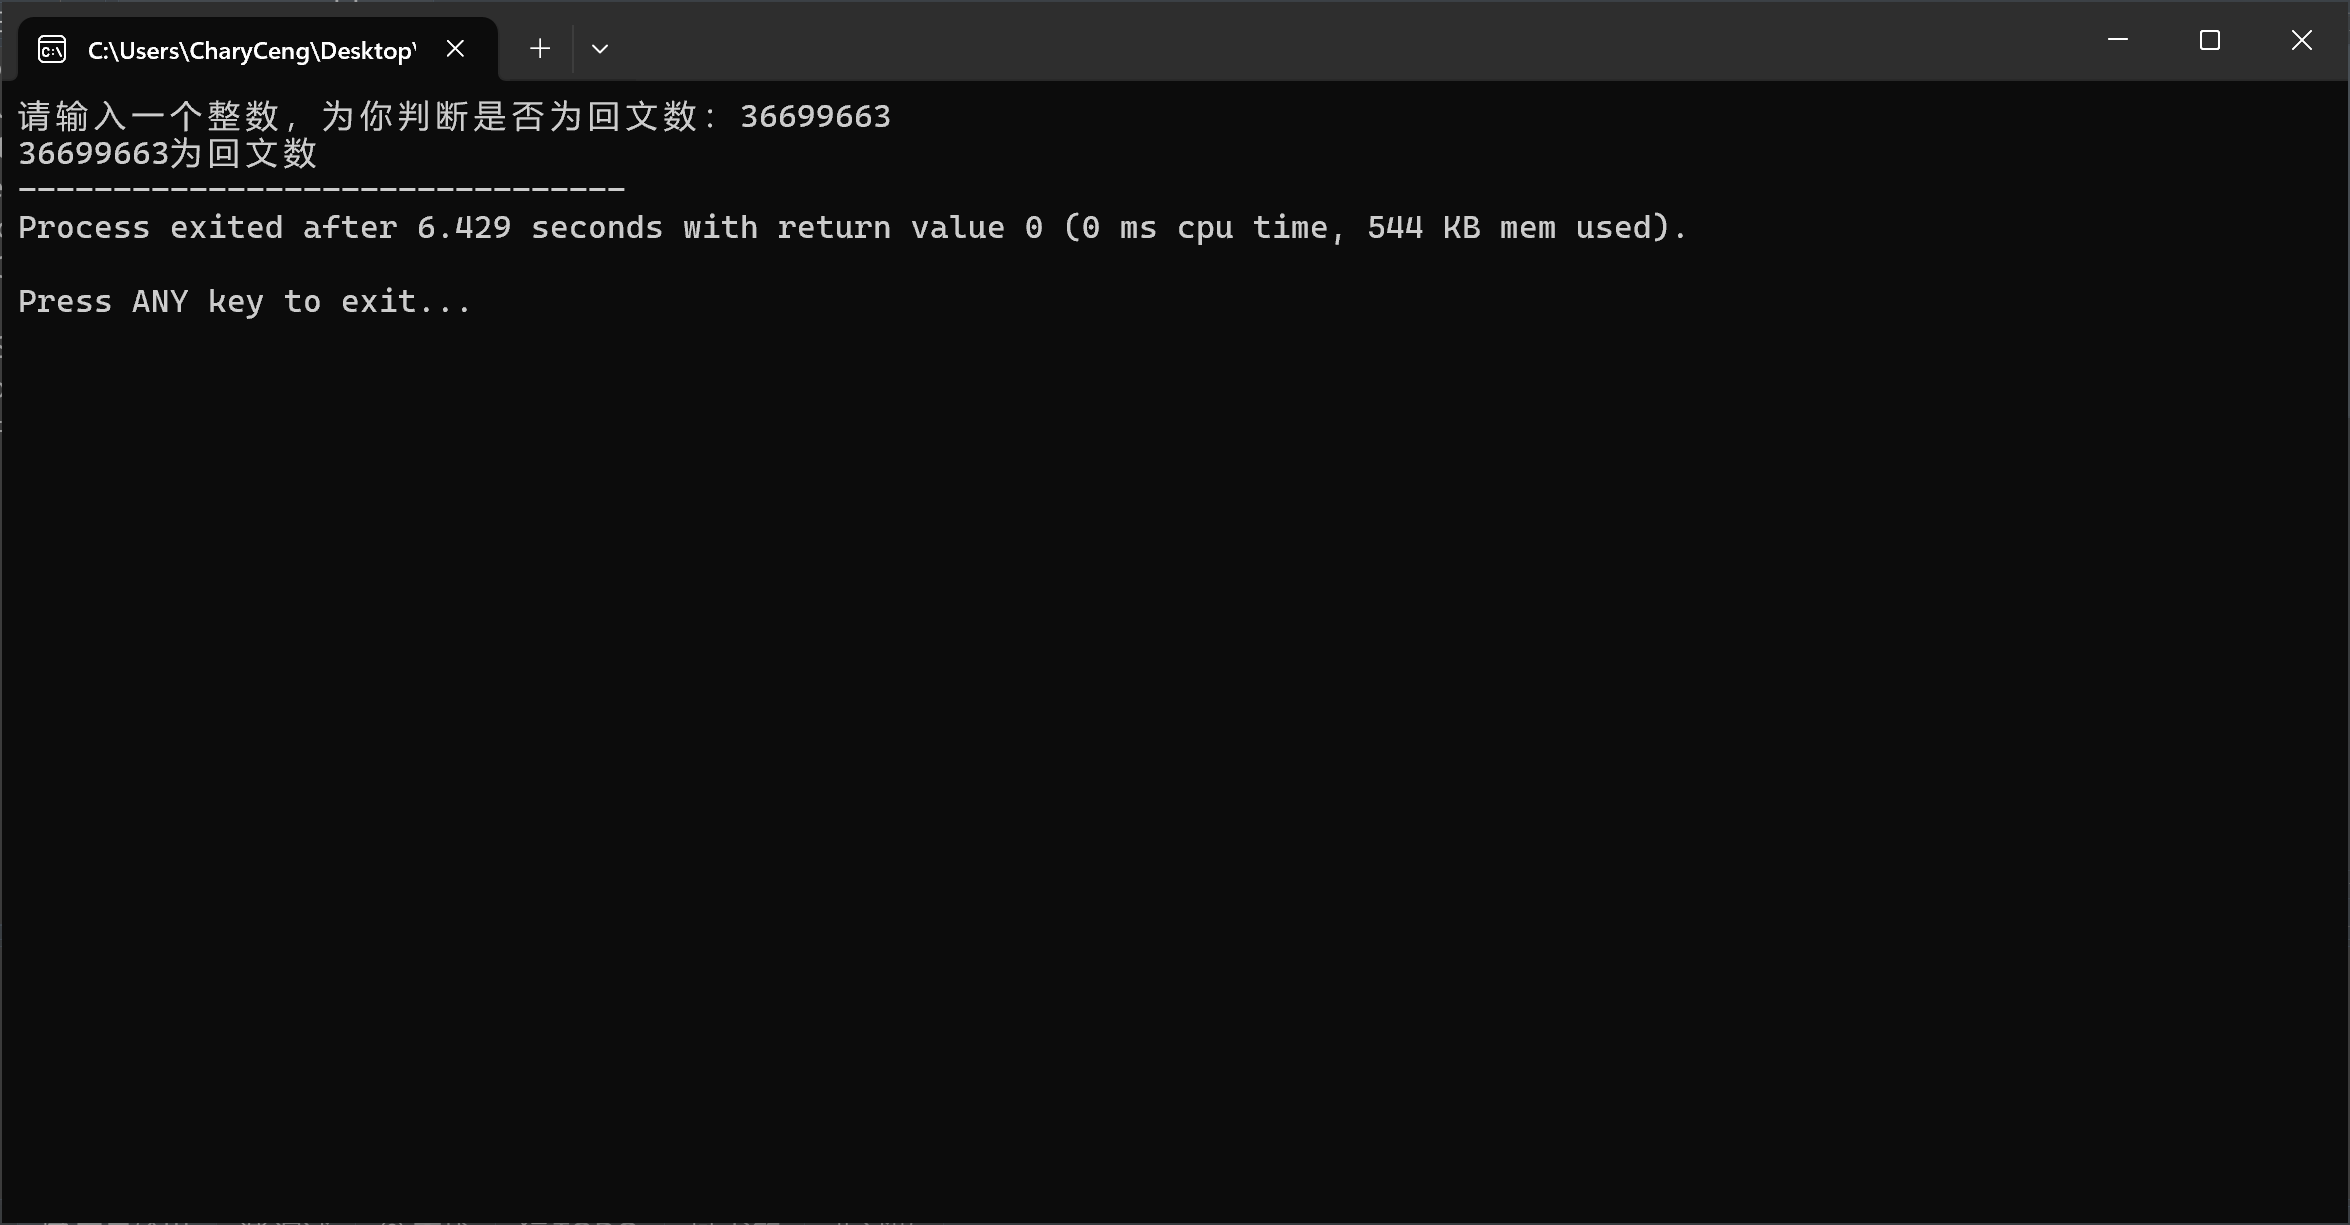 C:\Users\CharyCeng\Desktop\
请输入一个整数，为你判断是否为回文数：36699663
36699663为回文数
--------------------------------
Process exited after 6.429 seconds with return value 0 (0 ms cpu time, 544 KB mem used).
Press ANY key to exit...